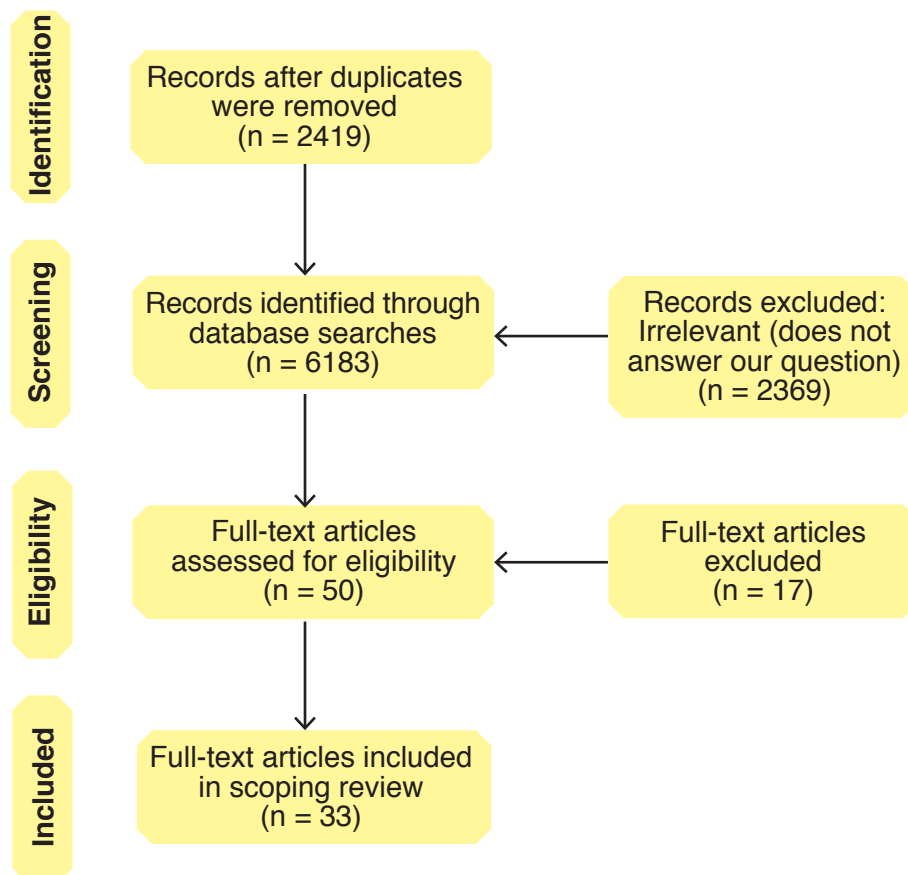 Identification
Records after duplicates
were removed
(n = 2419)
Screening
Records identified through
database searches
(n = 6183)
Records excluded:
Irrelevant (does not
answer our question)
(n = 2369)
Eligibility
Full-text articles
assessed for eligibility
(n = 50)
Full-text articles
excluded
(n = 17)
Included
Full-text articles included
in scoping review
(n = 33)